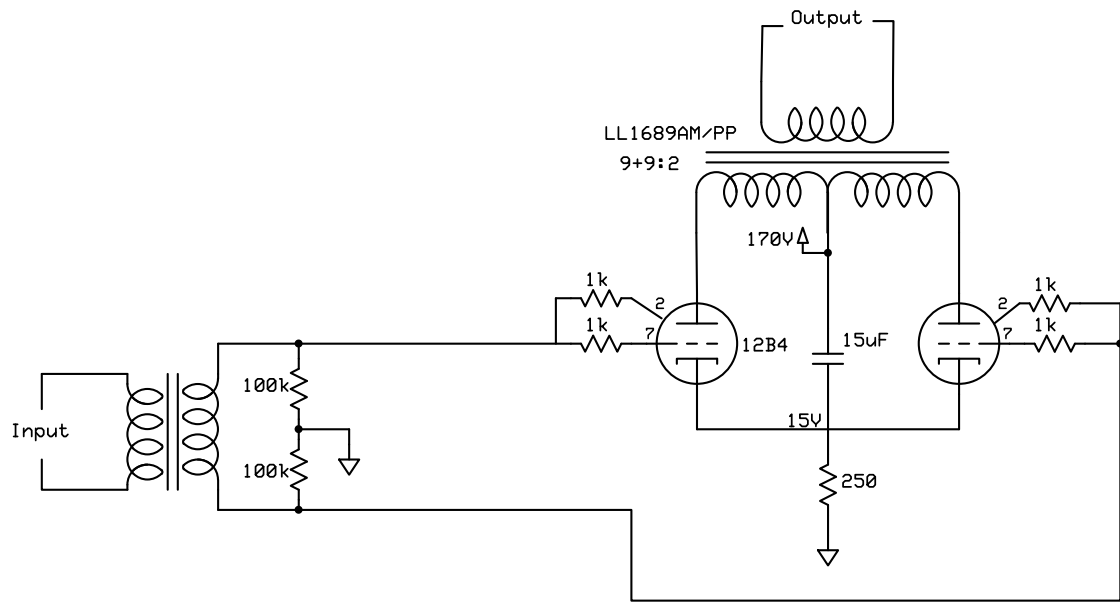 Output
LL1689AM/PP
9+9:2
170V
1k
2
1k
7
12B4
15uF
1k
2
1k
7
100k
Input
100k
15V
250